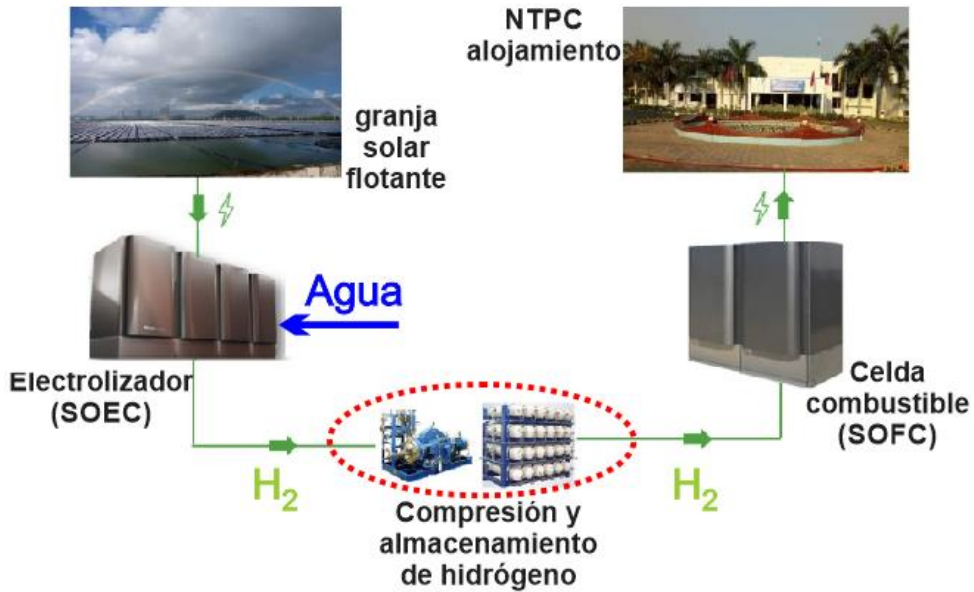 NTPC
alojamiento
granja
solar
flotante
Agua
Electrolizador
(SOEC)
Celda
combustible
(SOFC)
H₂
H₂
Compresión y
almacenamiento
de hidrógeno